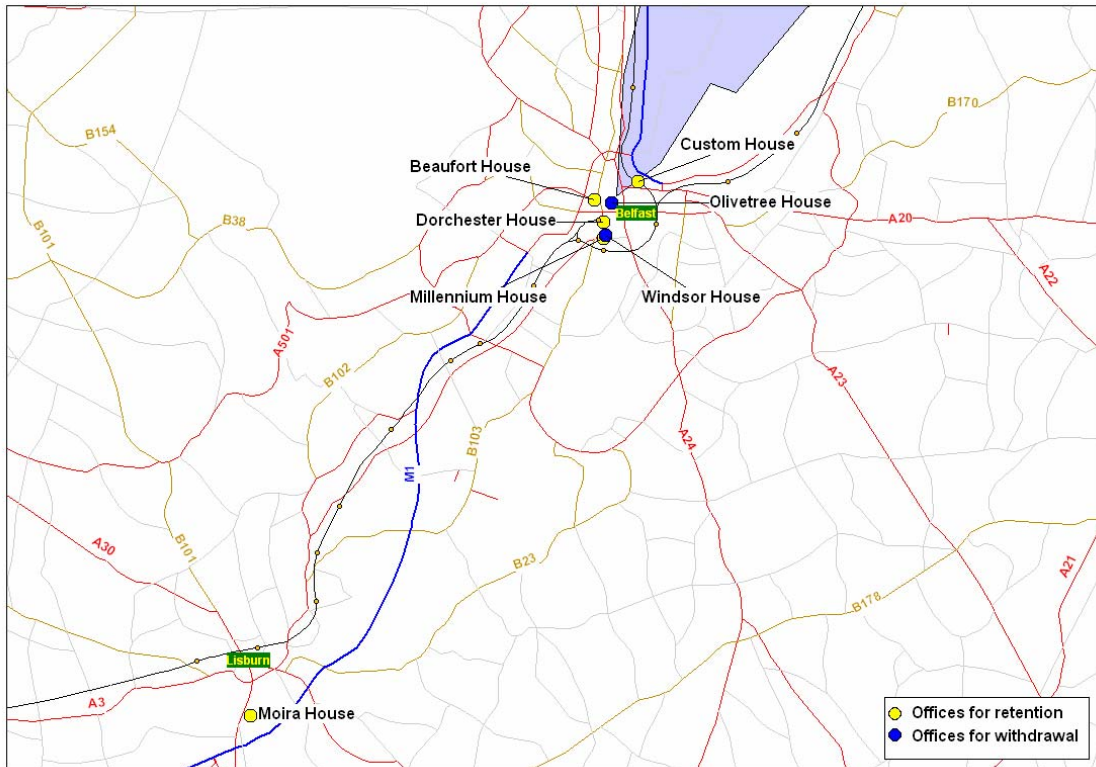 B170
B154
Custom House
Beaufort House
Olivetree House
Dorchester House
Belfast
A20
B38
B101
A22
Millennium House
Windsor House
A501
B102
A23
A24
B103
M1
B101
A30
B23
A21
B178
Lisburn
A3
Moira House
Offices for retention
Offices for withdrawal